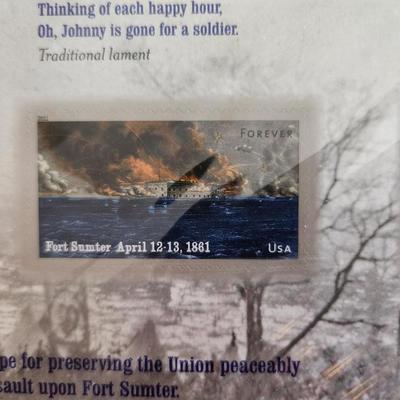 Thinking of each happy hour,
Oh, Johnny is gone for a soldier.
Traditional lament
FOREVER
Fort Sumter April 12-13, 1861
USA
pe for preserving the Union peaceably
sault upon Fort Sumter.